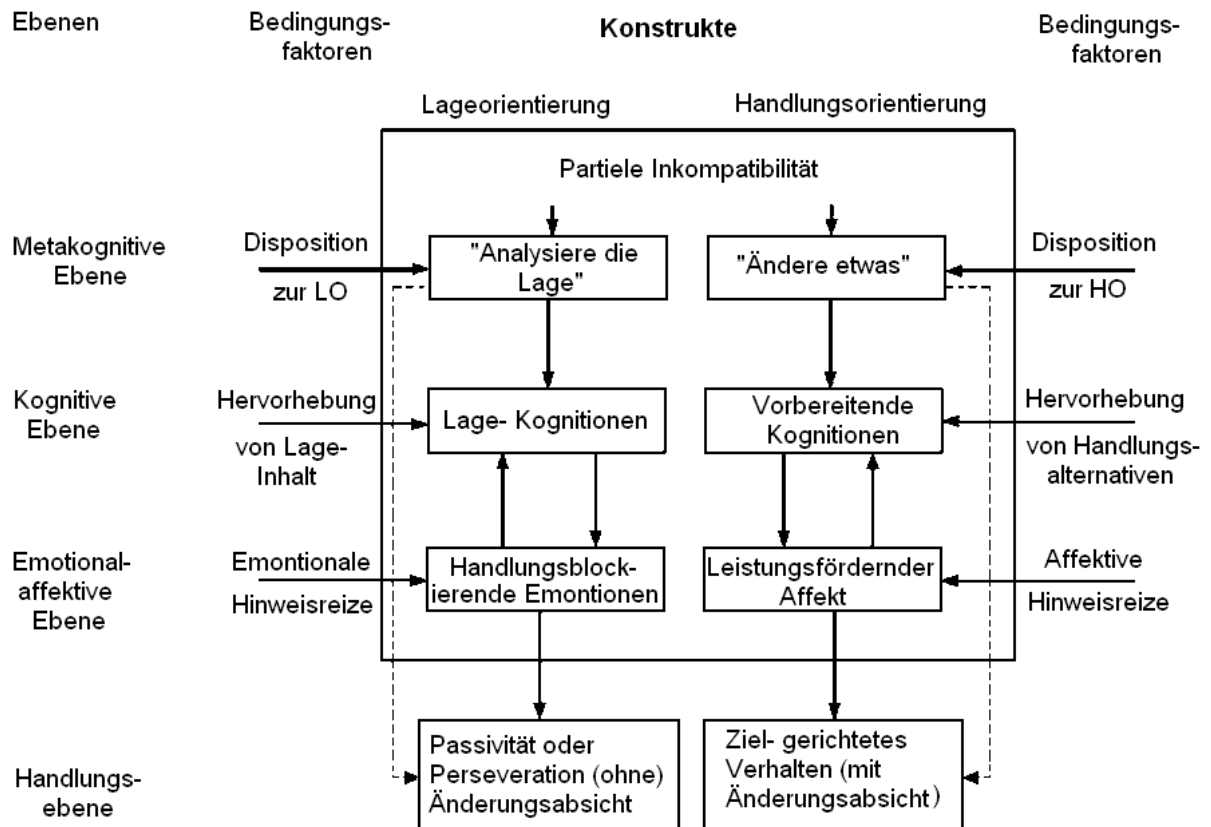 Ebenen
Bedingungs-
faktoren
Konstrukte
Bedingungs-
faktoren
Lageorientierung
Handlungsorientierung
Partiele Inkompatibilität
Metakognitive
Ebene
Disposition
zur LO
"Analysiere die
Lage"
"Ändere etwas"
Disposition
zur HO
Kognitive
Ebene
Hervorhebung
von Lage-
Inhalt
Lage- Kognitionen
Vorbereitende
Kognitionen
Hervorhebung
von Handlungs-
alternativen
Emotional-
affektive
Ebene
Emontionale
Hinweisreize
Handlungsblock-
ierende Emontionen
Leistungsfördernder
Affekt
Affektive
Hinweisreize
Handlungs-
ebene
Passivität oder
Perseveration (ohne)
Änderungsabsicht
Ziel- gerichtetes
Verhalten (mit
Änderungsabsicht)